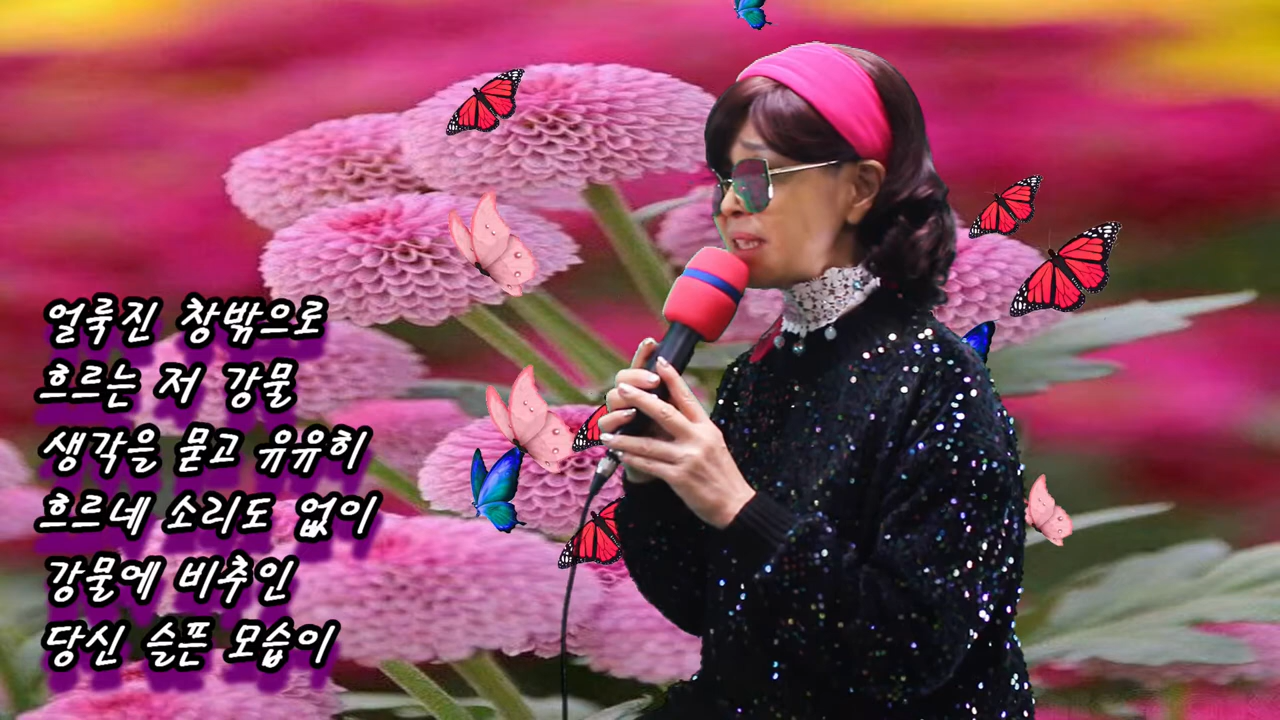 얼룩진 창밖으로
흐르는 저 강물
생각을 묻고 유유히
흐르네 소리도 없이
강물에 비추인
당신 슬픈 모습이